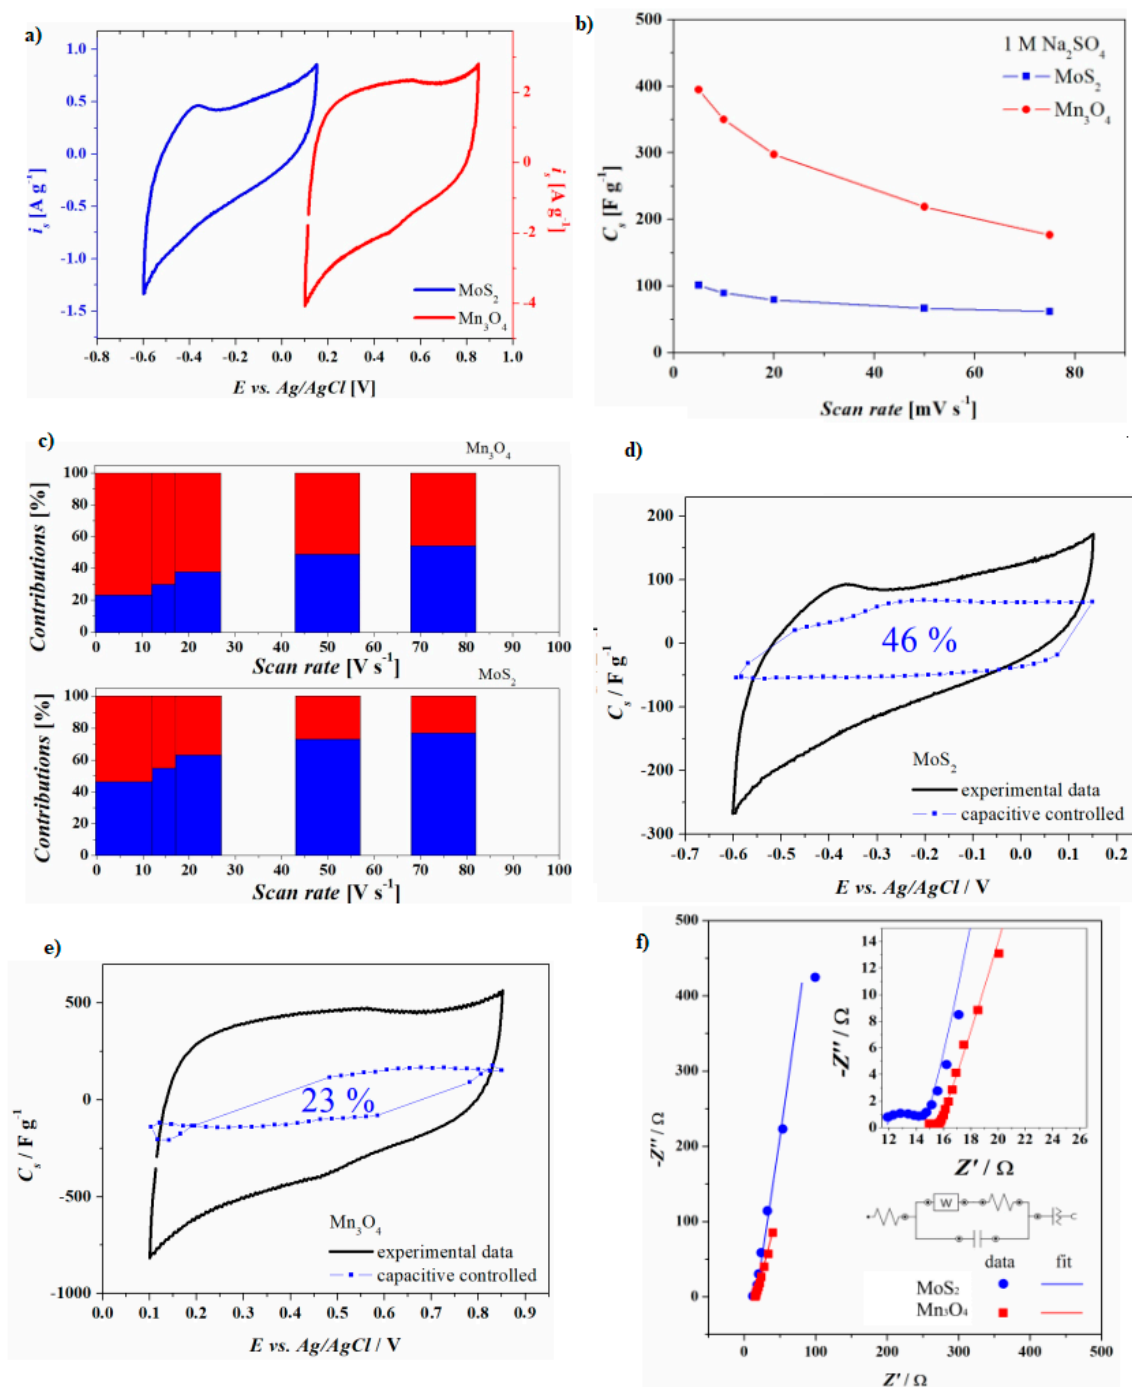 a)
1.0
0.5
0.0
-0.5
-1.0
-1.5
i_s [A g⁻¹]
2
0
-2
-4
i_s [A g⁻¹]
MoS₂
Mn₃O₄
-0.8 -0.6 -0.4 -0.2 0.0 0.2 0.4 0.6 0.8 1.0
E vs. Ag/AgCl [V]
b)
500
400
300
200
100
0
C_s [F g⁻¹]
1 M Na₂SO₄
MoS₂
Mn₃O₄
0 20 40 60 80
Scan rate [mV s⁻¹]
c)
Mn₃O₄
100
80
60
40
20
0
Contributions [%]
0 10 20 30 40 50 60 70 80 90 100
Scan rate [V s⁻¹]
MoS₂
100
80
60
40
20
0
Contributions [%]
0 10 20 30 40 50 60 70 80 90 100
Scan rate [V s⁻¹]
d)
200
100
0
-100
-200
-300
C_s / F g⁻¹
46 %
MoS₂
experimental data
capacitive controlled
-0.7 -0.6 -0.5 -0.4 -0.3 -0.2 -0.1 0.0 0.1 0.2
E vs. Ag/AgCl / V
e)
500
0
-500
-1000
C_s / F g⁻¹
23 %
Mn₃O₄
experimental data
capacitive controlled
0.0 0.1 0.2 0.3 0.4 0.5 0.6 0.7 0.8 0.9
E vs. Ag/AgCl / V
f)
500
400
300
200
100
0
-Z'' / Ω
14
12
10
8
6
4
2
0
-Z'' / Ω
12 14 16 18 20 22 24 26
Z' / Ω
W
C
data fit
MoS₂
Mn₃O₄
0 100 200 300 400 500
Z' / Ω